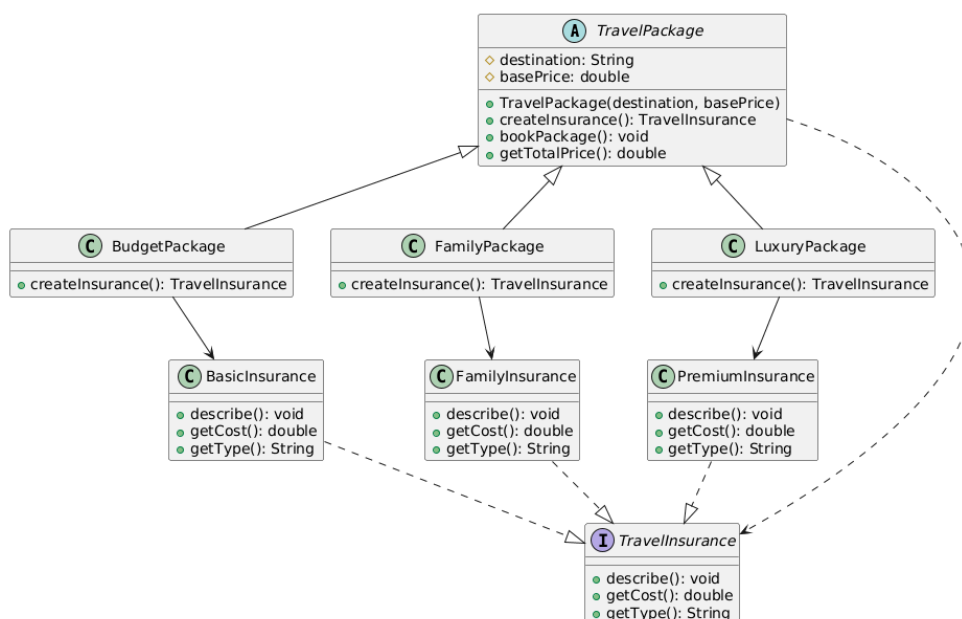 A TravelPackage
destination: String
basePrice: double
TravelPackage(destination, basePrice)
createInsurance(): TravelInsurance
bookPackage(): void
getTotalPrice(): double
C BudgetPackage
createInsurance(): TravelInsurance
C FamilyPackage
createInsurance(): TravelInsurance
C LuxuryPackage
createInsurance(): TravelInsurance
C BasicInsurance
describe(): void
getCost(): double
getType(): String
C FamilyInsurance
describe(): void
getCost(): double
getType(): String
C PremiumInsurance
describe(): void
getCost(): double
getType(): String
I TravelInsurance
describe(): void
getCost(): double
getType(): String